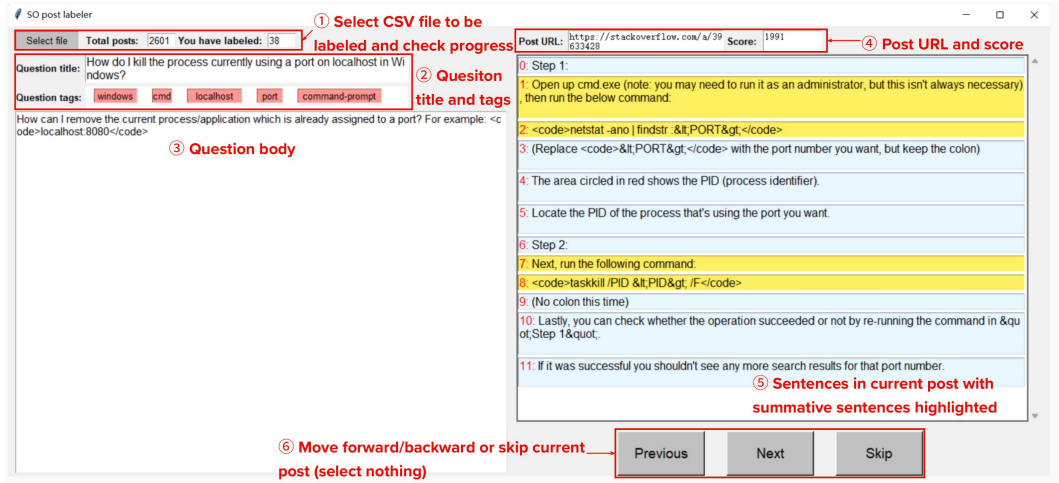 SO post labeler
① Select CSV file to be
labeled and check progress
Select file Total posts: 2601 You have labeled: 38
Question title: How do I kill the process currently using a port on localhost in Wi
ndows?
② Quesiton
title and tags
Question tags: windows cmd localhost port command-prompt
How can I remove the current process/application which is already assigned to a port? For example: <c
ode>localhost:8080</code>
③ Question body
Post URL: https://stackoverflow.com/a/39
633428
Score: 1991
④ Post URL and score
0: Step 1:
1: Open up cmd.exe (note: you may need to run it as an administrator, but this isn't always necessary)
, then run the below command:
2: <code>netstat -ano | findstr :&lt;PORT&gt;</code>
3: (Replace <code>&lt;PORT&gt;</code> with the port number you want, but keep the colon)
4: The area circled in red shows the PID (process identifier).
5: Locate the PID of the process that's using the port you want.
6: Step 2:
7: Next, run the following command:
8: <code>taskkill /PID &lt;PID&gt; /F</code>
9: (No colon this time)
10: Lastly, you can check whether the operation succeeded or not by re-running the command in &qu
ot;Step 1&quot;.
11: If it was successful you shouldn't see any more search results for that port number.
⑤ Sentences in current post with
summative sentences highlighted
⑥ Move forward/backward or skip current
post (select nothing)
Previous Next Skip